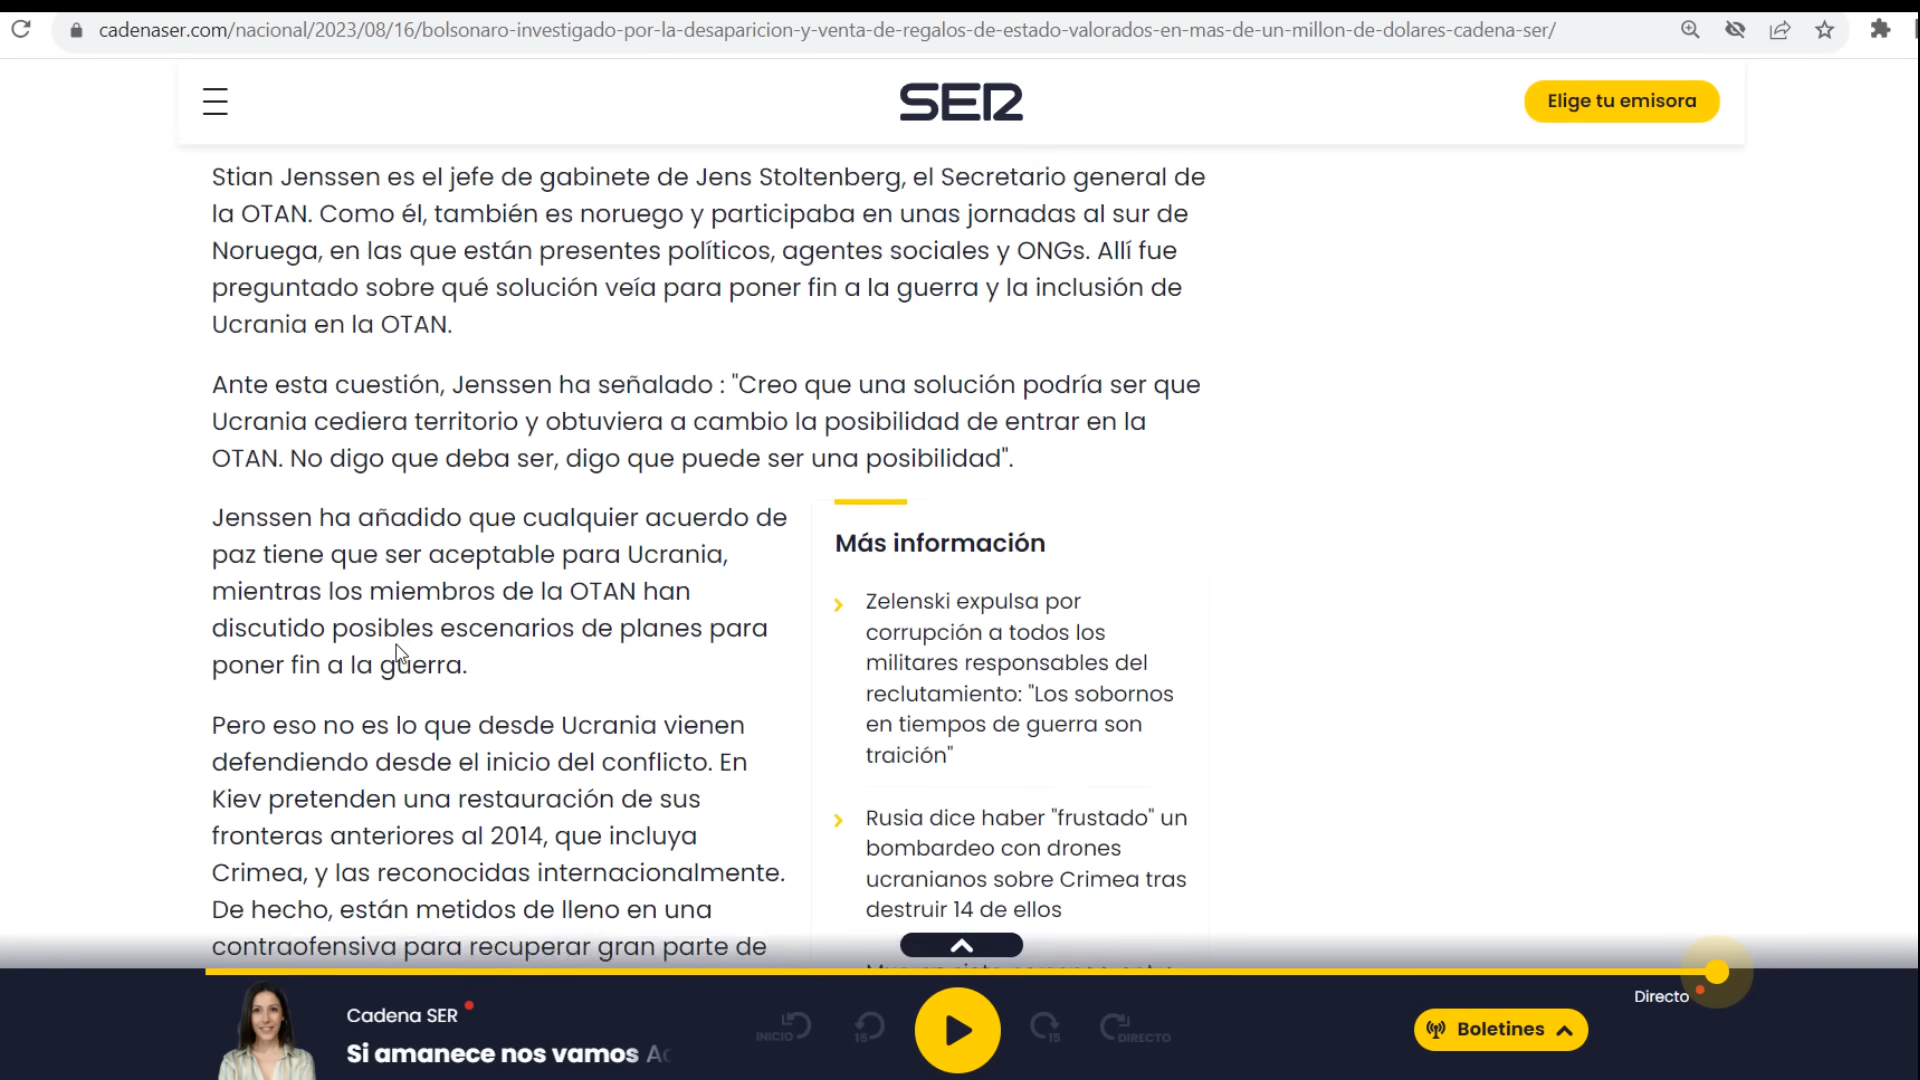 cadenaser.com/nacional/2023/08/16/bolsonaro-investigado-por-la-desaparicion-y-venta-de-regalos-de-estado-valorados-en-mas-de-un-millon-de-dolares-cadena-ser/
SER
Elige tu emisora
Stian Jenssen es el jefe de gabinete de Jens Stoltenberg, el Secretario general de
la OTAN. Como él, también es noruego y participaba en unas jornadas al sur de
Noruega, en las que están presentes políticos, agentes sociales y ONGs. Allí fue
preguntado sobre qué solución veía para poner fin a la guerra y la inclusión de
Ucrania en la OTAN.
Ante esta cuestión, Jenssen ha señalado : "Creo que una solución podría ser que
Ucrania cediera territorio y obtuviera a cambio la posibilidad de entrar en la
OTAN. No digo que deba ser, digo que puede ser una posibilidad".
Jenssen ha añadido que cualquier acuerdo de
paz tiene que ser aceptable para Ucrania,
mientras los miembros de la OTAN han
discutido posibles escenarios de planes para
poner fin a la guerra.
Pero eso no es lo que desde Ucrania vienen
defendiendo desde el inicio del conflicto. En
Kiev pretenden una restauración de sus
fronteras anteriores al 2014, que incluya
Crimea, y las reconocidas internacionalmente.
De hecho, están metidos de lleno en una
contraofensiva para recuperar gran parte de
Más información
Zelenski expulsa por
corrupción a todos los
militares responsables del
reclutamiento: "Los sobornos
en tiempos de guerra son
traición"
Rusia dice haber "frustado" un
bombardeo con drones
ucranianos sobre Crimea tras
destruir 14 de ellos
Directo
Cadena SER
Si amanece nos vamos
INICIO
15
15
DIRECTO
Boletines